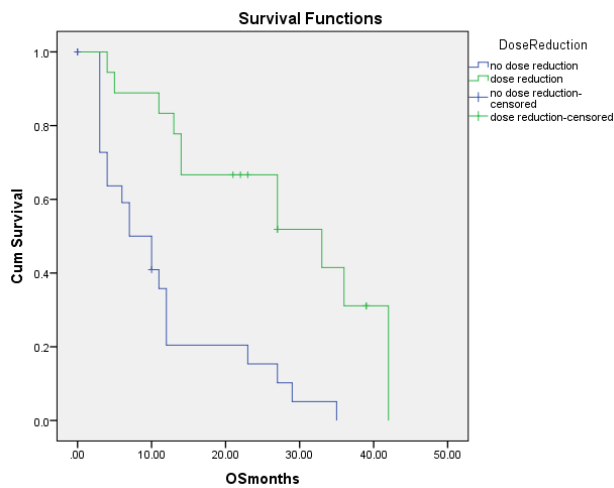 Survival Functions
DoseReduction
no dose reduction
dose reduction
no dose reduction-
censored
dose reduction-censored
Cum Survival
1.0
0.8
0.6
0.4
0.2
0.0
.00 10.00 20.00 30.00 40.00 50.00
OSmonths